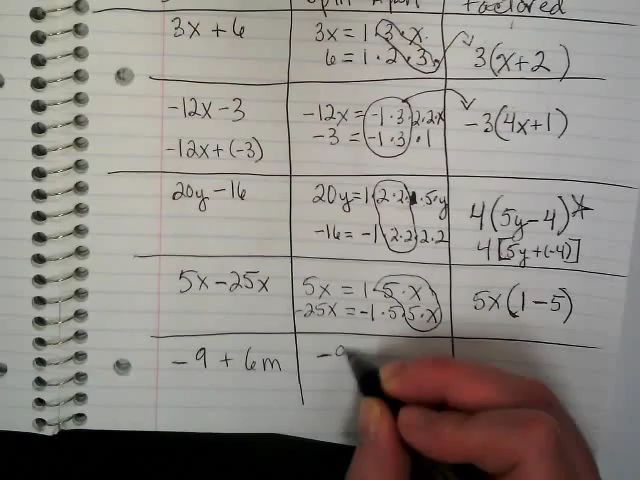 Split Apart Factored
3x + 6 3x = 1·3·x 3(x+2)
6 = 1·2·3
-12x - 3 -12x = -1·3·2·2·x -3(4x+1)
-12x + (-3) -3 = -1·3·1
20y - 16 20y = 1·2·2·5·y 4(5y-4)
-16 = -1 2·2·2·2 4[5y+(-4)]
5x - 25x 5x = 1·5·x 5x(1-5)
-25x = -1·5·5·x
-9 + 6m -9